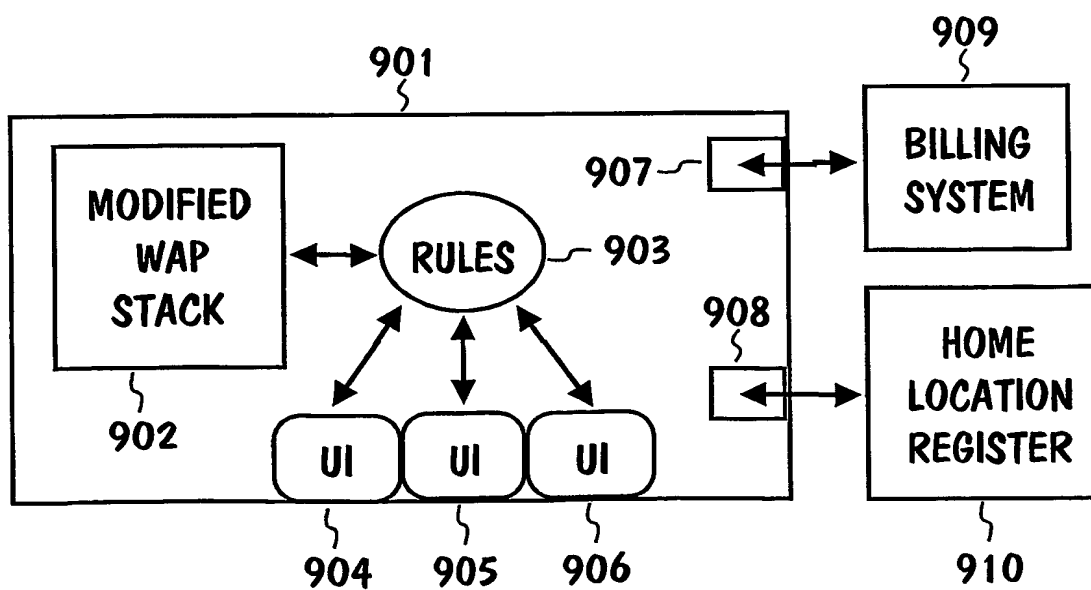 901
909
MODIFIED
WAP
STACK
902
RULES
903
907
BILLING
SYSTEM
908
HOME
LOCATION
REGISTER
910
UI
UI
UI
904
905
906